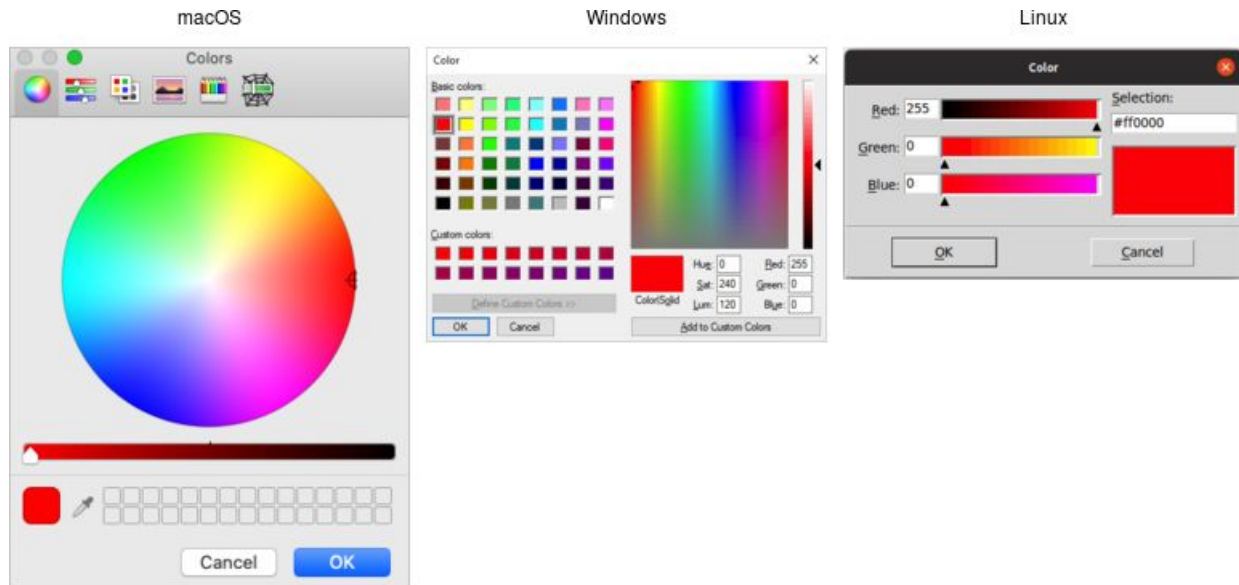 macOS
Windows
Linux
Colors
Cancel
OK
Color
Basic colors:
Custom colors:
Define Custom Colors >>
OK
Cancel
Hue: 0
Sat: 240
Lum: 120
Red: 255
Green: 0
Blue: 0
Color|Solid
Add to Custom Colors
Color
Red: 255
Green: 0
Blue: 0
Selection:
#ff0000
OK
Cancel